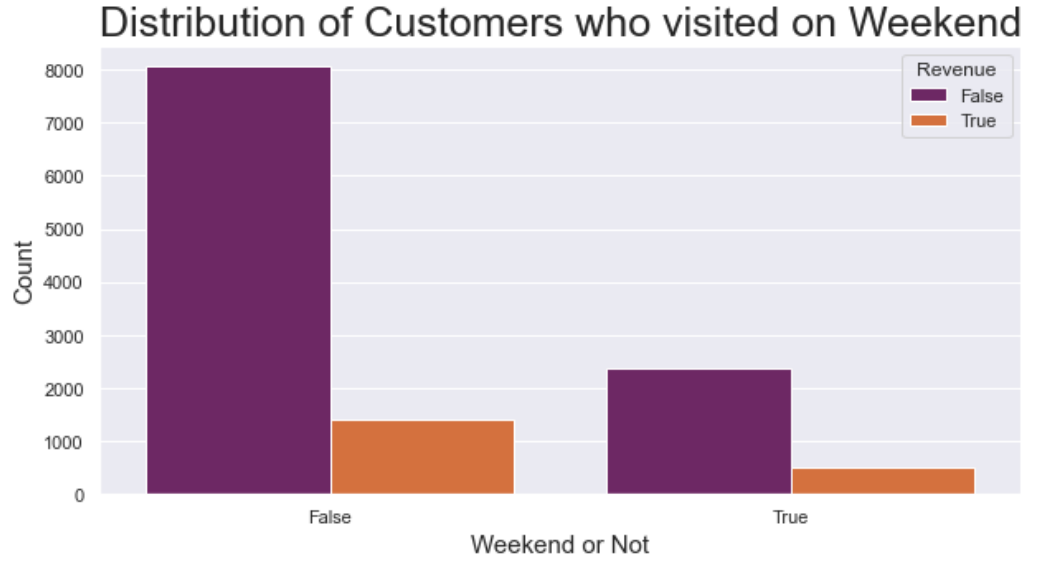 Distribution of Customers who visited on Weekend
Revenue
False
True
8000
7000
6000
5000
4000
3000
2000
1000
0
Count
False True
Weekend or Not